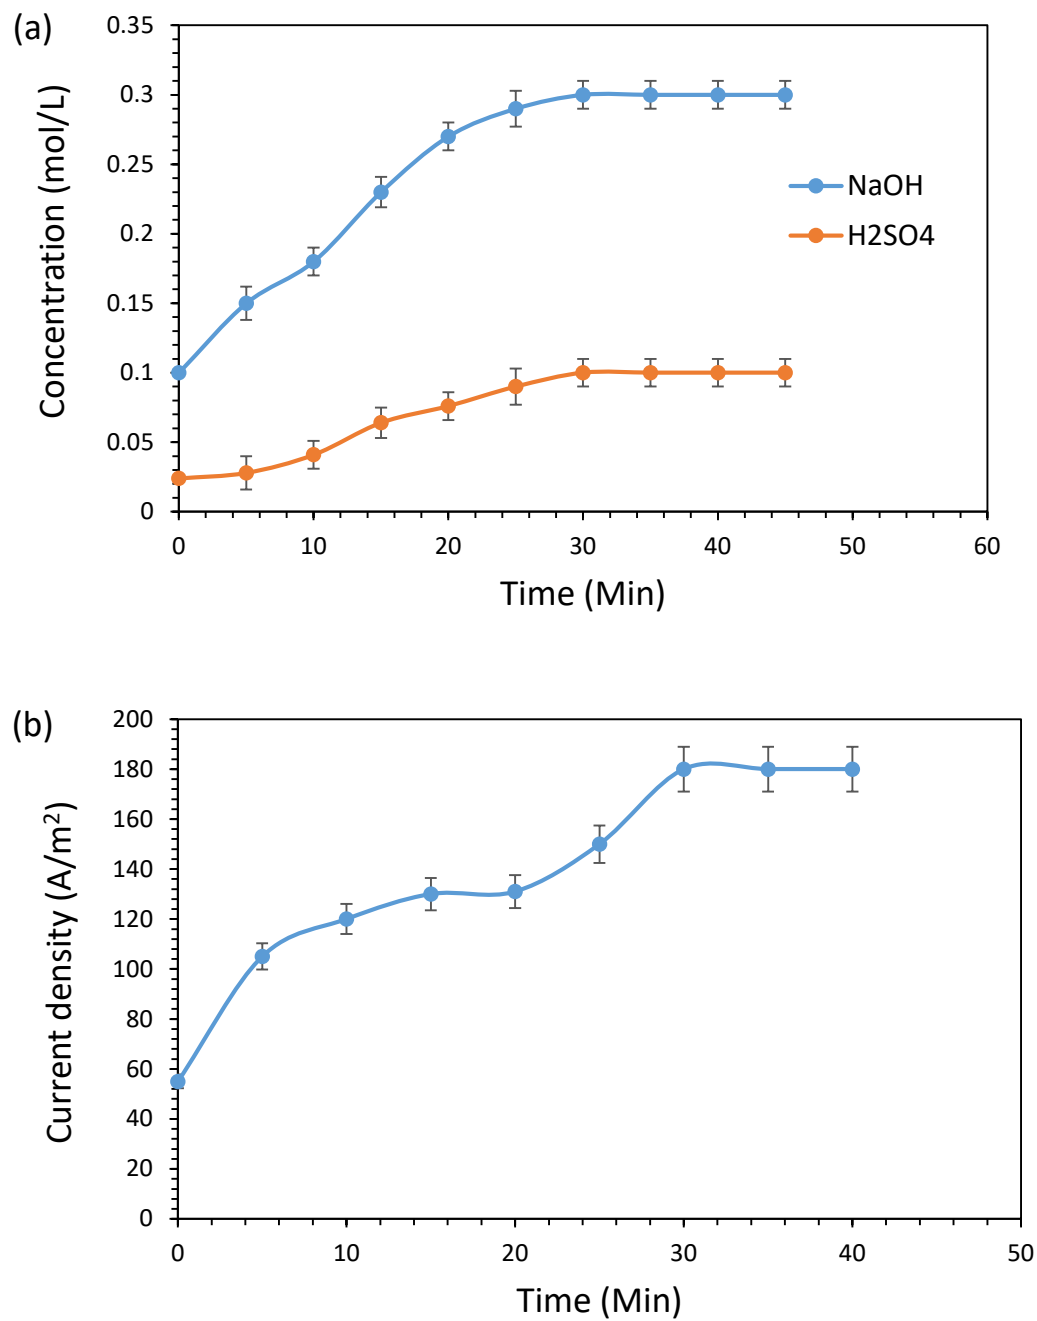 (a)
Concentration (mol/L)
0.35
0.3
0.25
0.2
0.15
0.1
0.05
0
NaOH
H2SO4
0 10 20 30 40 50 60
Time (Min)
(b)
Current density (A/m²)
200
180
160
140
120
100
80
60
40
20
0
0 10 20 30 40 50
Time (Min)